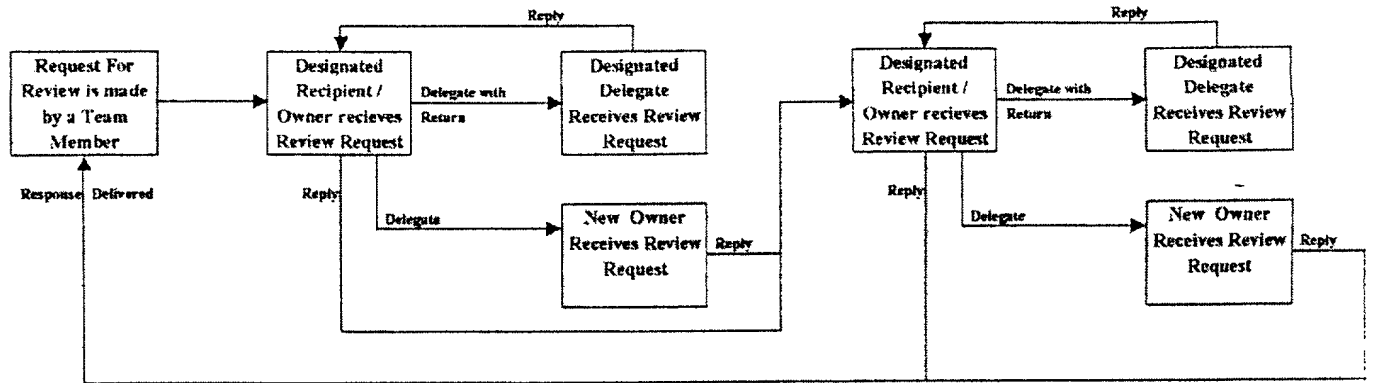 Reply
Request For
Review is made
by a Team
Member
Designated
Recipient /
Owner recieves
Review Request
Delegate with
Return
Designated
Delegate
Receives Review
Request
Response Delivered
Reply
Delegate
New Owner
Receives Review
Request
Reply
Reply
Designated
Recipient /
Owner recieves
Review Request
Delegate with
Return
Designated
Delegate
Receives Review
Request
Reply
Delegate
New Owner
Receives Review
Request
Reply